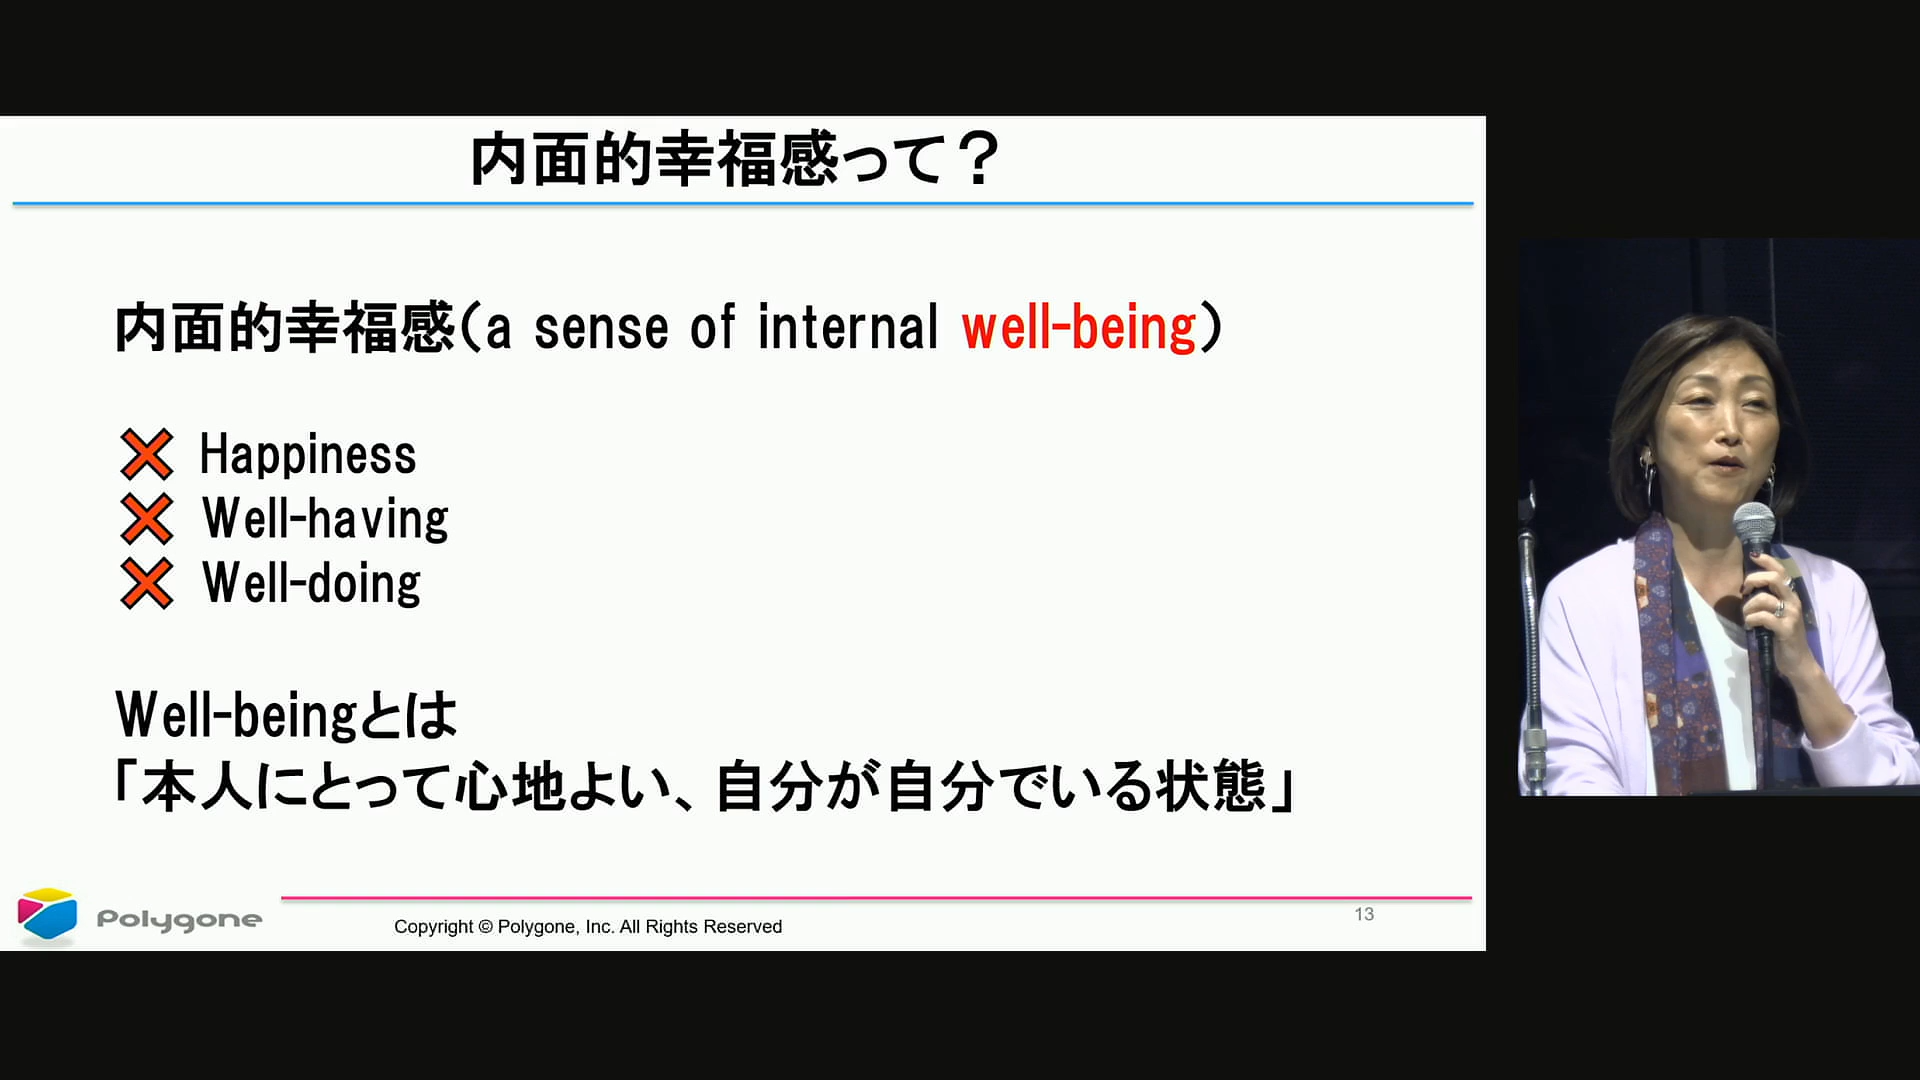 内面的幸福感って？
内面的幸福感（a sense of internal well-being）
Happiness
Well-having
Well-doing
Well-beingとは
「本人にとって心地よい、自分が自分でいる状態」
Polygone
Copyright © Polygone, Inc. All Rights Reserved
13